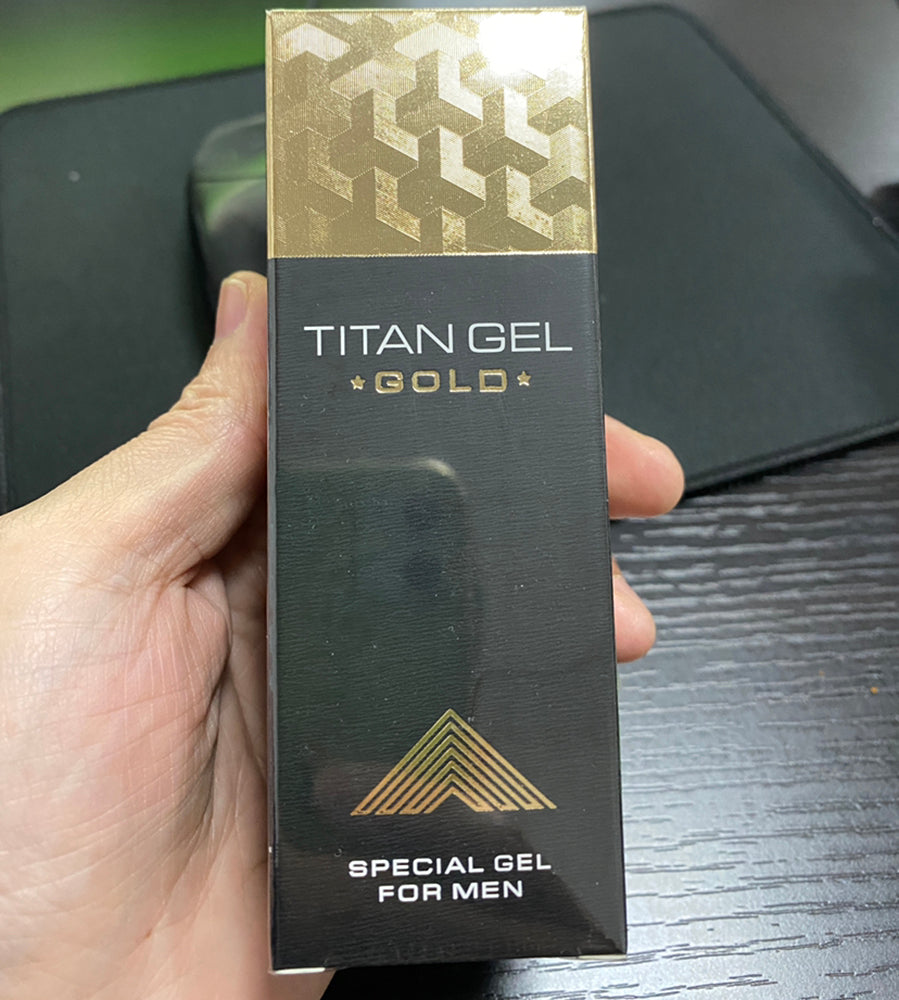 TITAN GEL
★GOLD★
SPECIAL GEL
FOR MEN